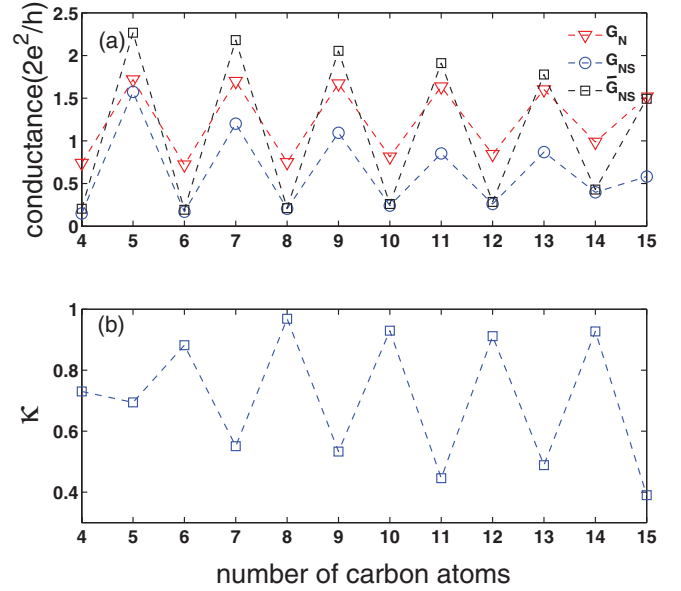 (a)
G_N
G_NS
Ḡ_NS
conductance(2e²/h)
2.5
2
1.5
1
0.5
0
4 5 6 7 8 9 10 11 12 13 14 15
(b)
κ
1
0.8
0.6
0.4
4 5 6 7 8 9 10 11 12 13 14 15
number of carbon atoms